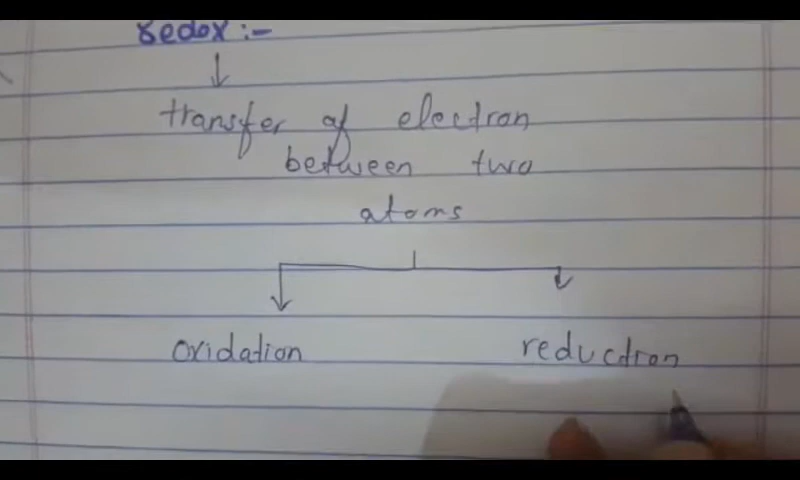 redox :-
transfer of electron
between two
atoms
oxidation reduction